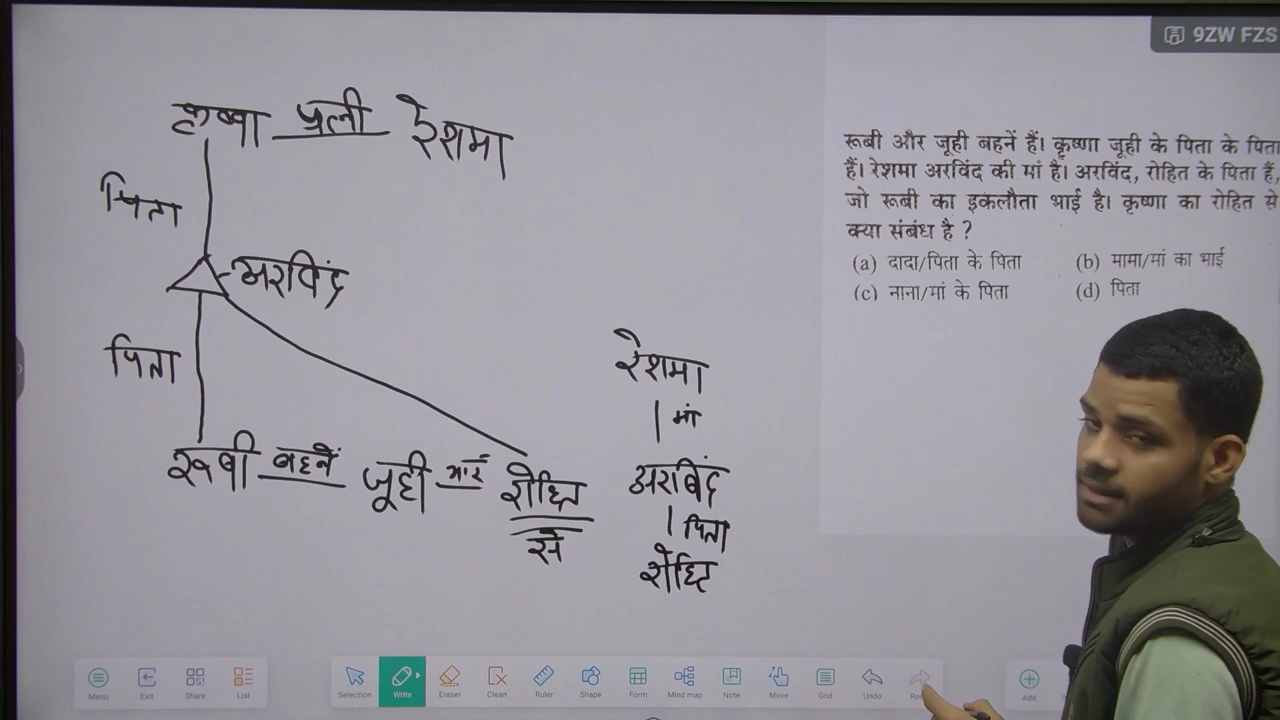 9ZW FZS
रूबी और जूही बहनें हैं। कृष्णा जूही के पिता के पिता
हैं। रेशमा अरविंद की मां है। अरविंद, रोहित के पिता हैं,
जो रूबी का इकलौता भाई है। कृष्णा का रोहित से
क्या संबंध है ?
(a) दादा/पिता के पिता (b) मामा/मां का भाई
(c) नाना/मां के पिता (d) पिता
कृष्णा पत्नी रेशमा
पिता
अरविंद
पिता
रूबी बहनें जूही भाई रोहित
से
रेशमा
मां
अरविंद
पिता
रोहित
Menu Exit Share List Selection Write Eraser Clean Ruler Shape Form Mind map Note Move Grid Undo Add